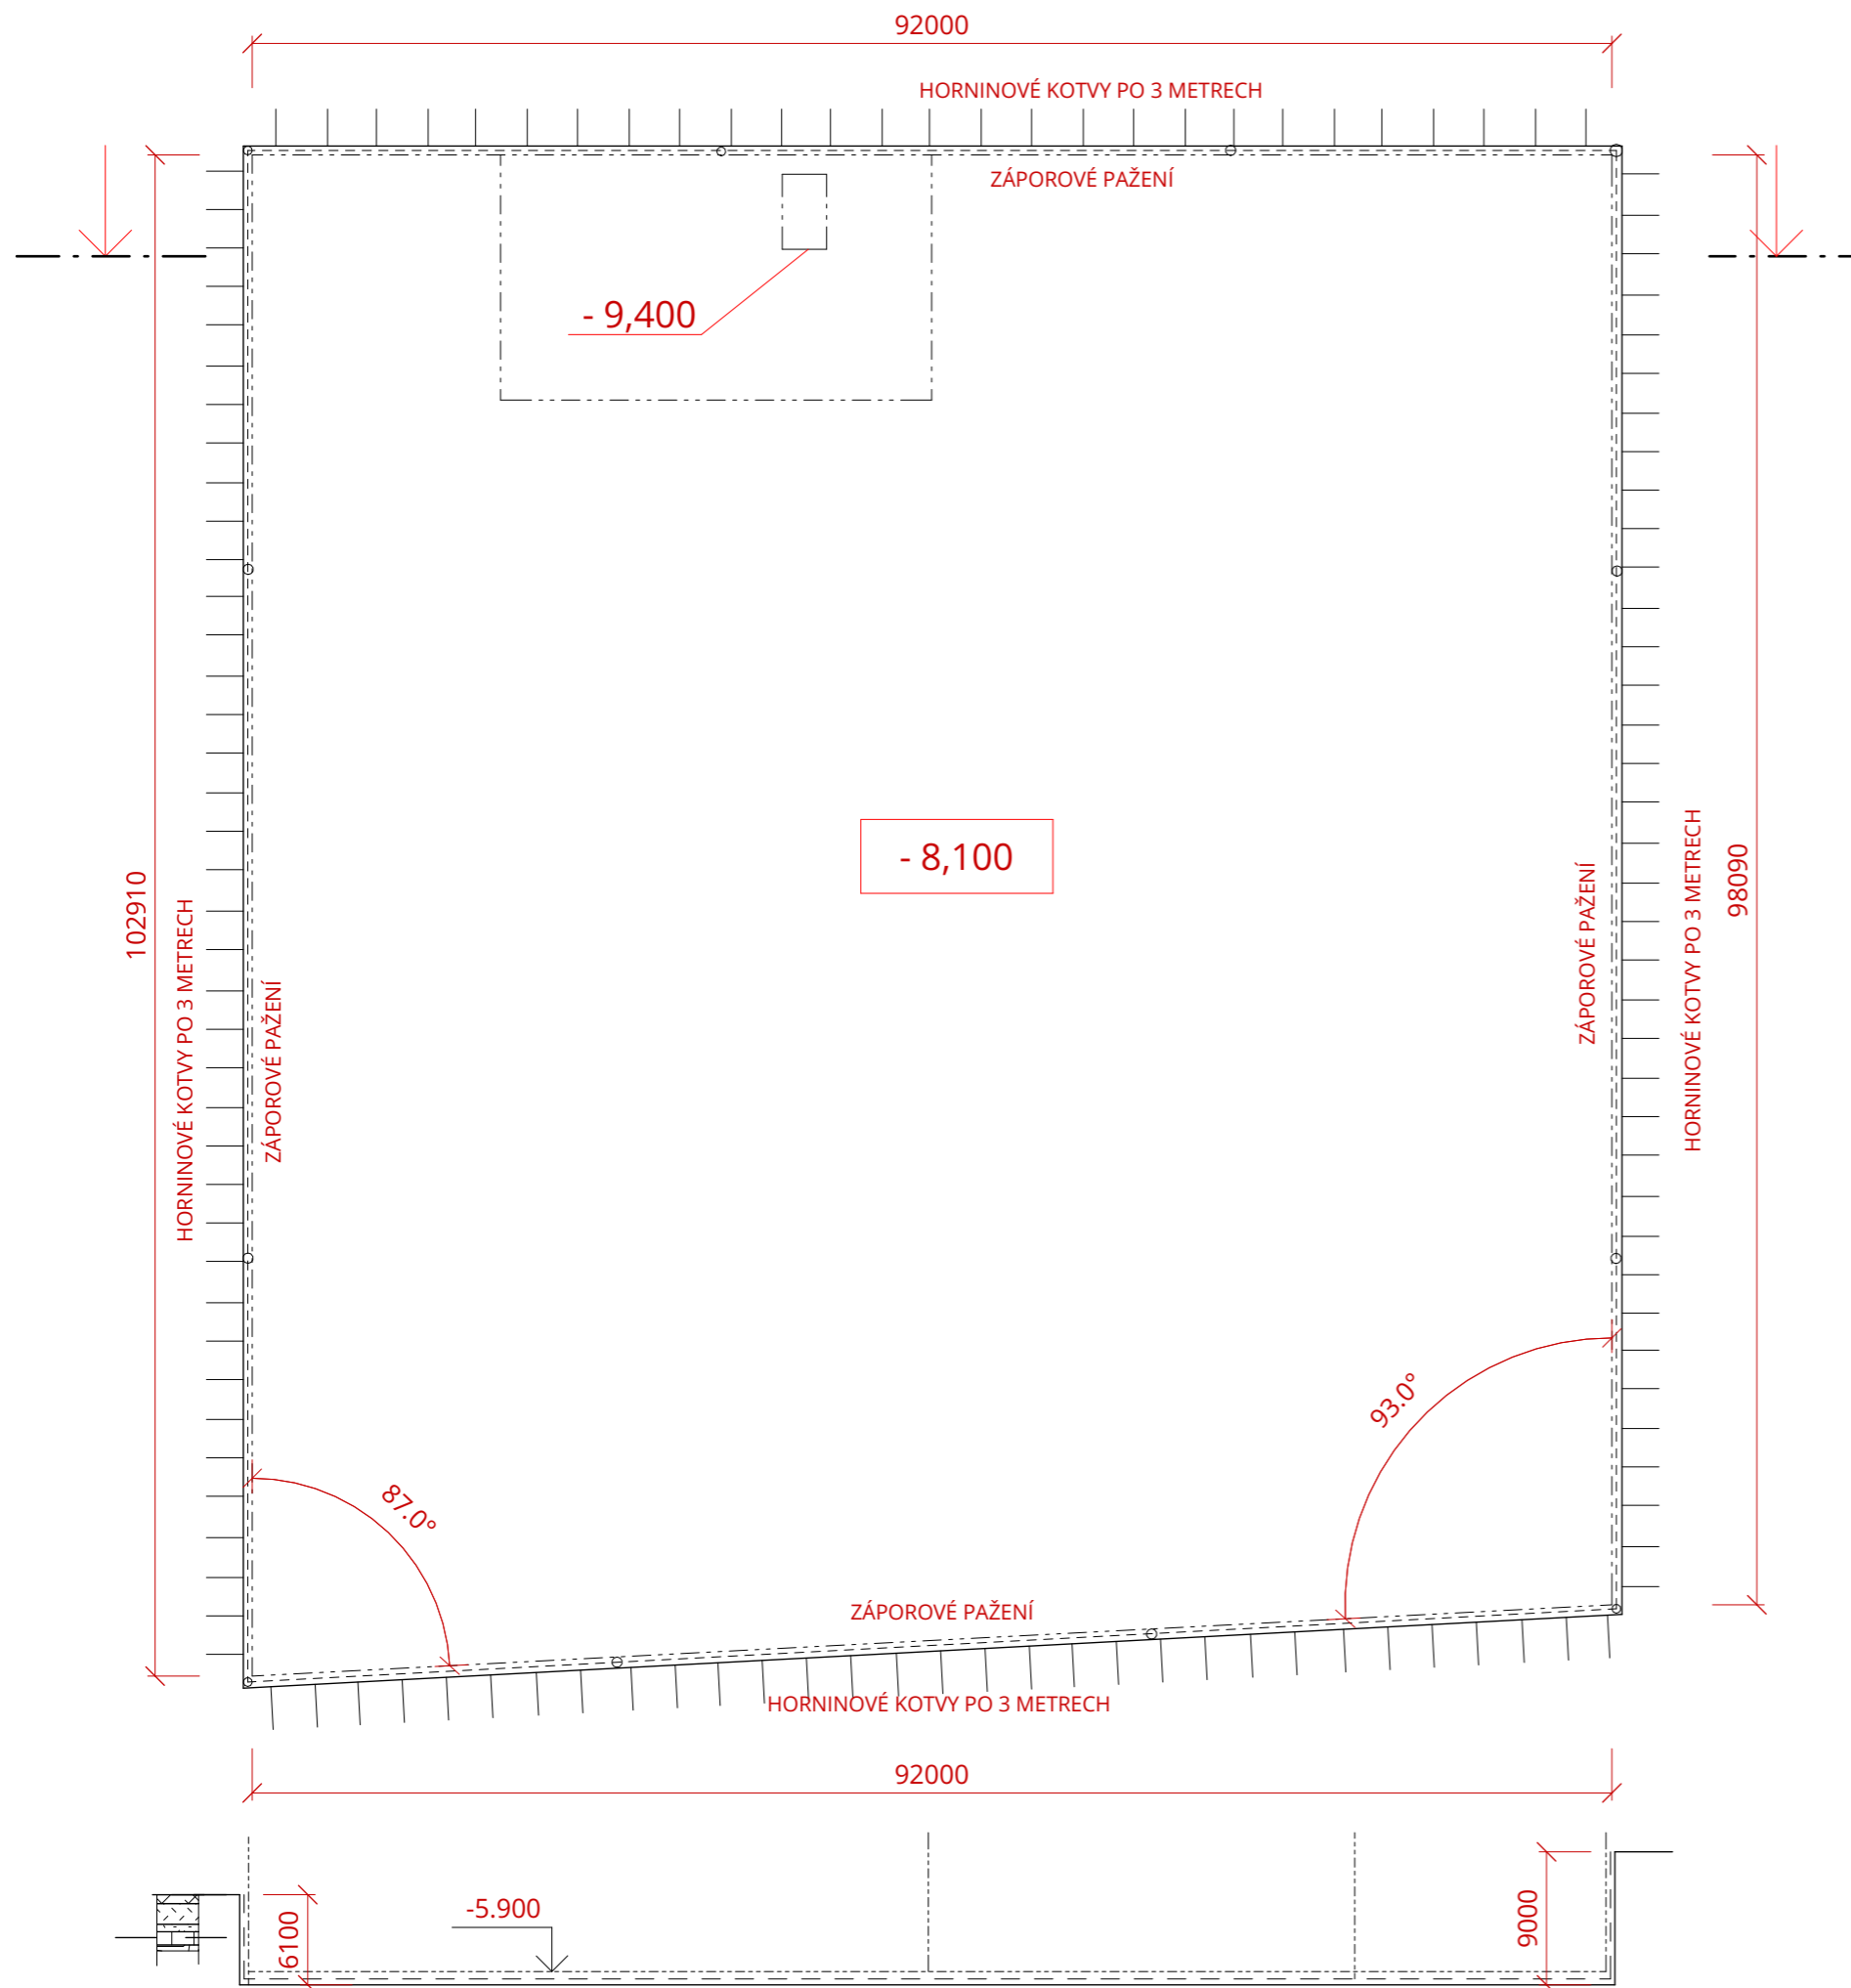 92000
HORNINOVÉ KOTVY PO 3 METRECH
ZÁPOROVÉ PAŽENÍ
- 9,400
- 8,100
102910
HORNINOVÉ KOTVY PO 3 METRECH
ZÁPOROVÉ PAŽENÍ
ZÁPOROVÉ PAŽENÍ
HORNINOVÉ KOTVY PO 3 METRECH
98090
93.0°
87.0°
ZÁPOROVÉ PAŽENÍ
HORNINOVÉ KOTVY PO 3 METRECH
92000
-5.900
6100
9000